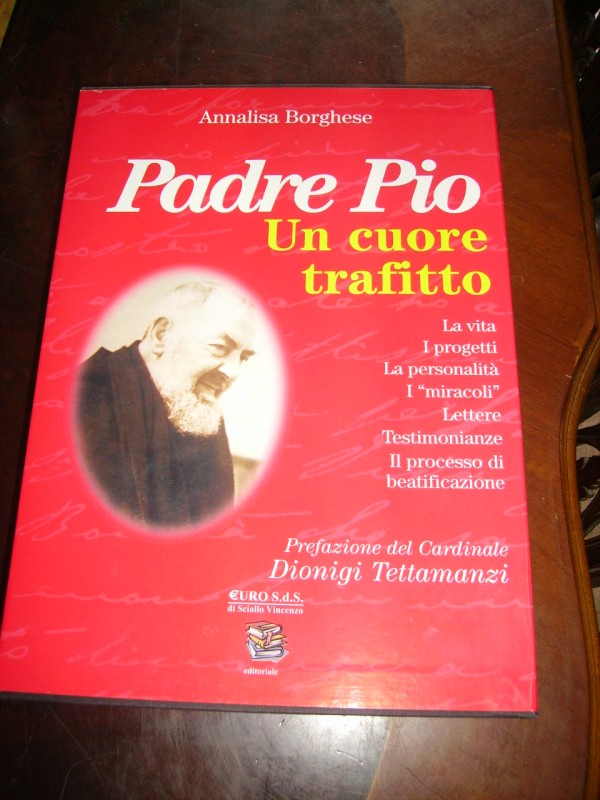 Annalisa Borghese
Padre Pio
Un cuore
trafitto
La vita
I progetti
La personalità
I "miracoli"
Lettere
Testimonianze
Il processo di
beatificazione
Prefazione del Cardinale
Dionigi Tettamanzi
€URO S.d.S.
di Sciallo Vincenzo
editoriale